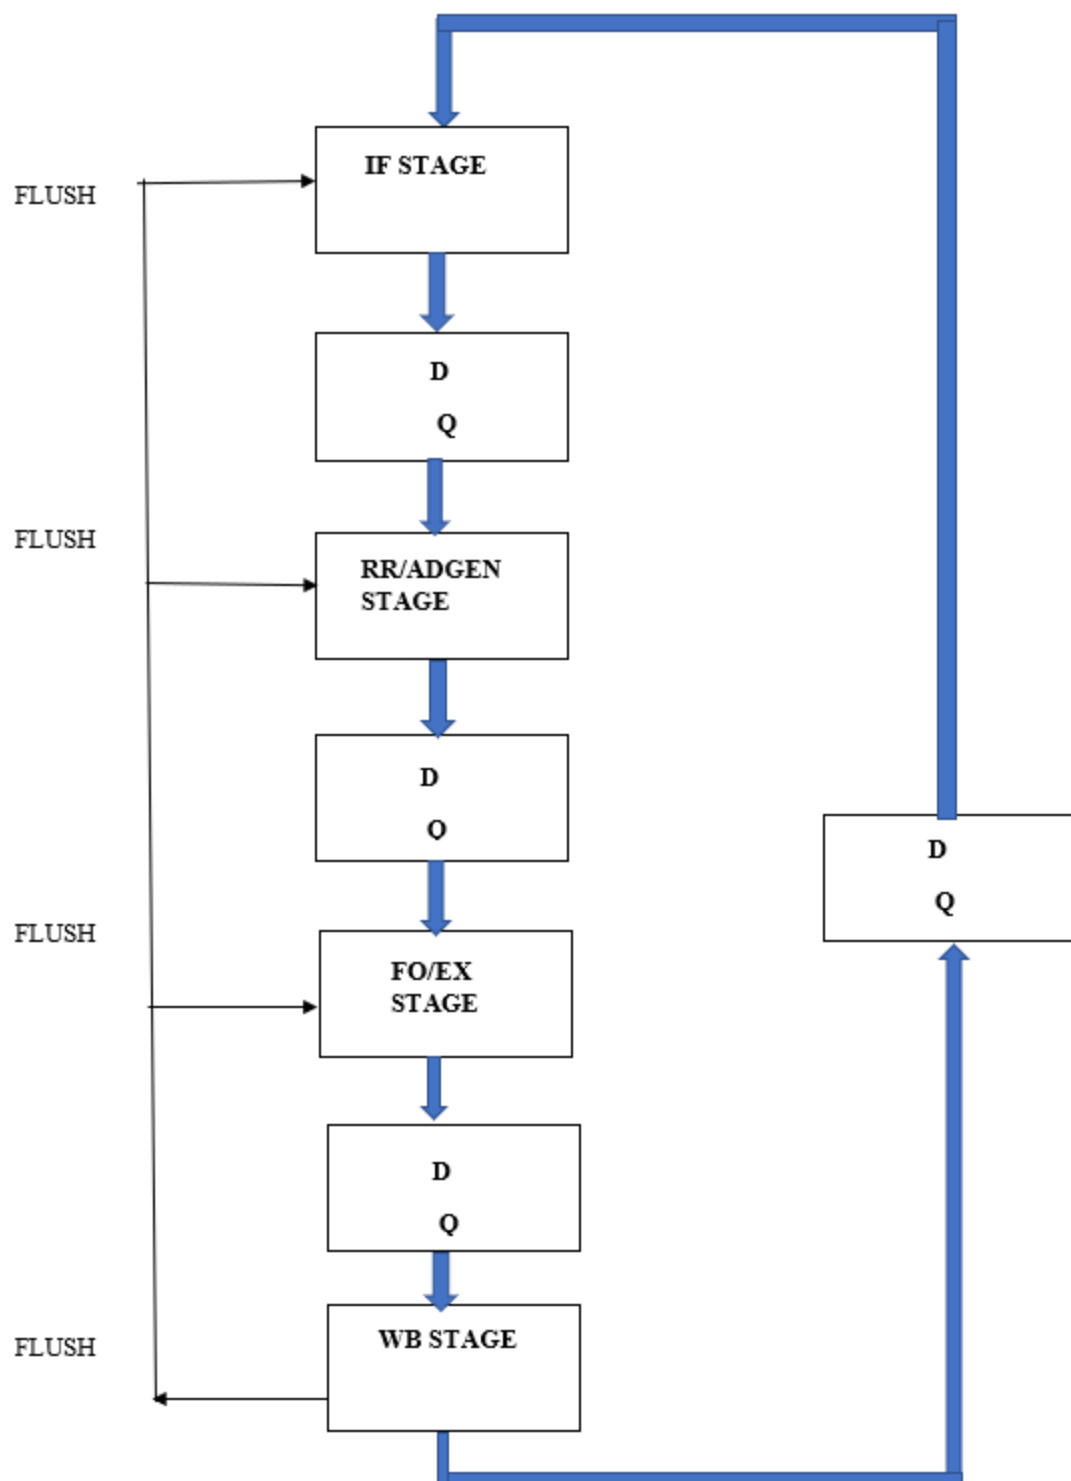 IF STAGE
FLUSH
D
Q
FLUSH
RR/ADGEN
STAGE
D
Q
D
Q
FLUSH
FO/EX
STAGE
D
Q
WB STAGE
FLUSH